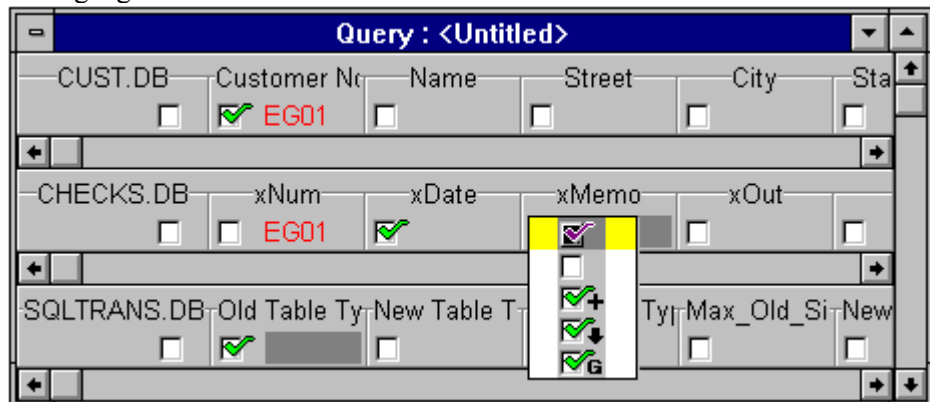 Query : <Untitled>
CUST.DB Customer No Name Street City Sta
EG01
CHECKS.DB xNum xDate xMemo xOut
EG01
SQLTRANS.DB Old Table Ty New Table T Typ Max_Old_Si New
G